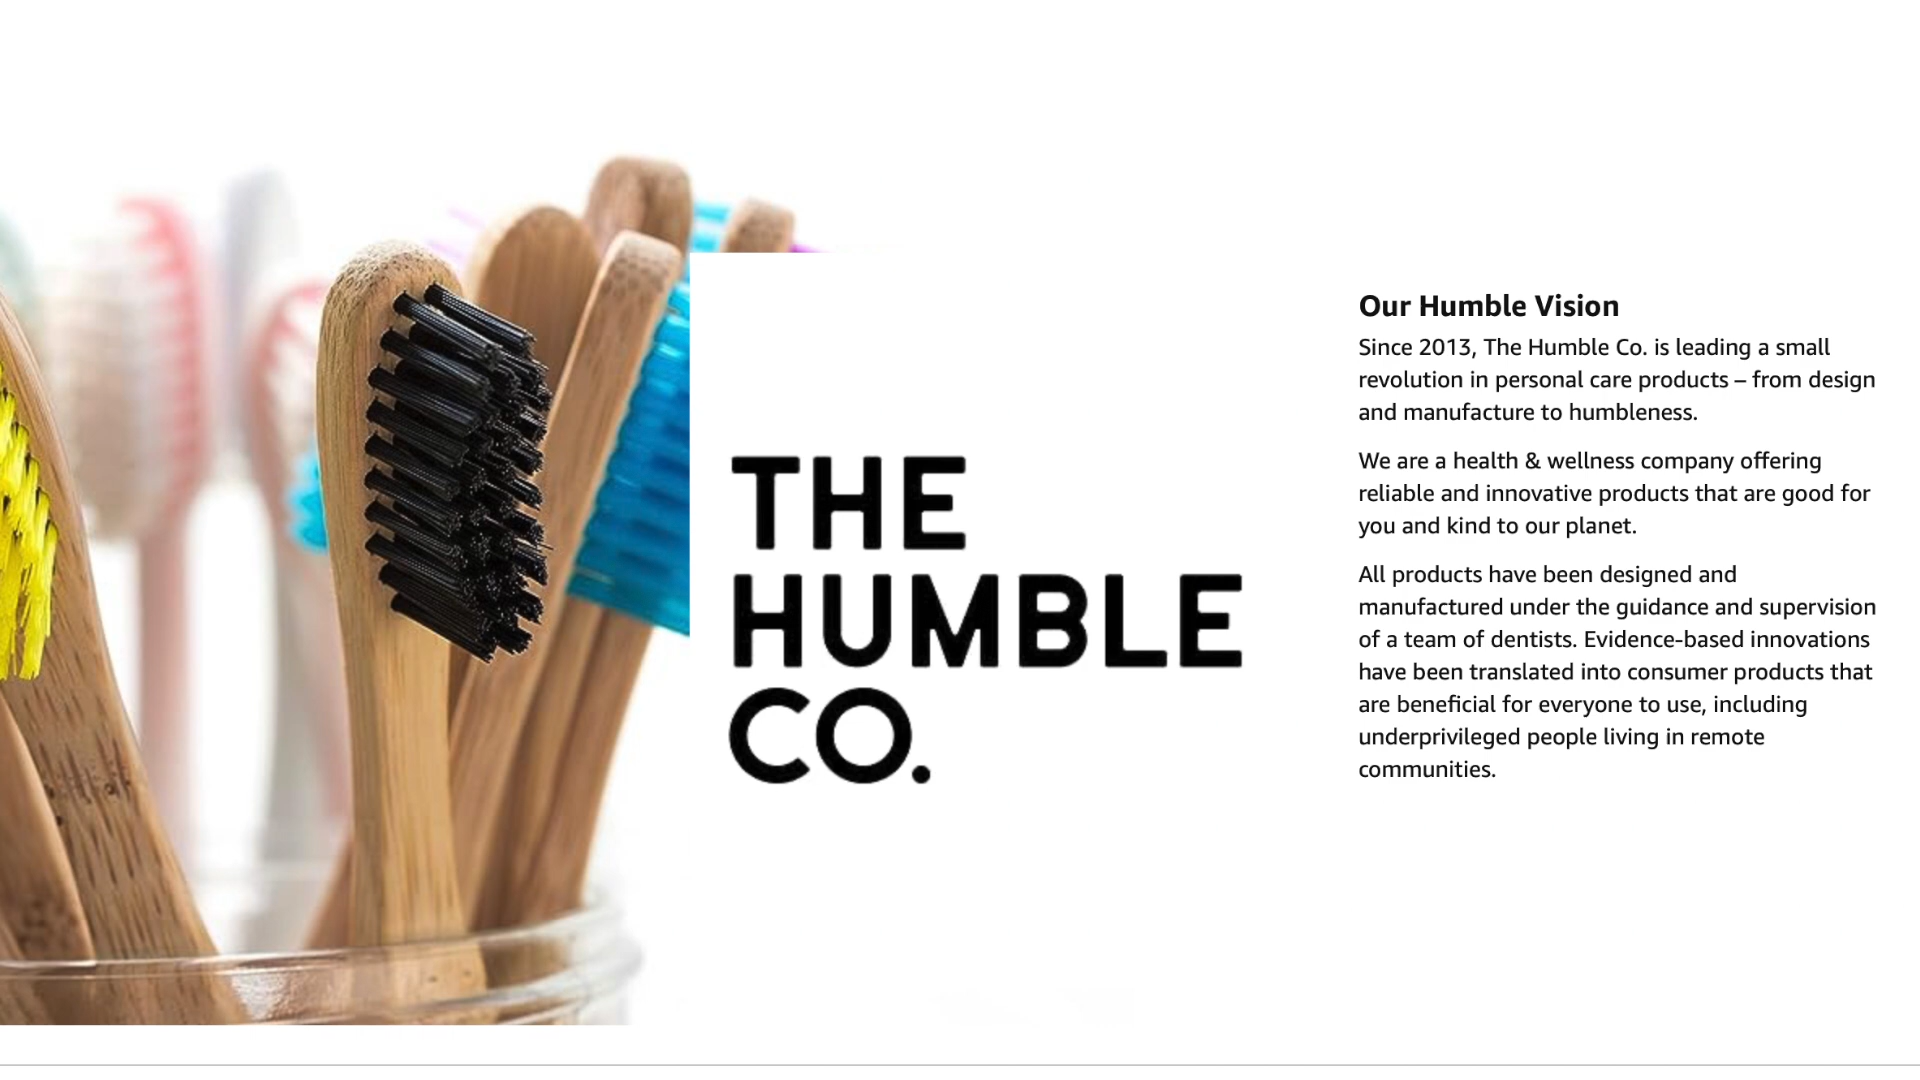 THE
HUMBLE
CO.
Our Humble Vision
Since 2013, The Humble Co. is leading a small
revolution in personal care products – from design
and manufacture to humbleness.
We are a health & wellness company offering
reliable and innovative products that are good for
you and kind to our planet.
All products have been designed and
manufactured under the guidance and supervision
of a team of dentists. Evidence-based innovations
have been translated into consumer products that
are beneficial for everyone to use, including
underprivileged people living in remote
communities.